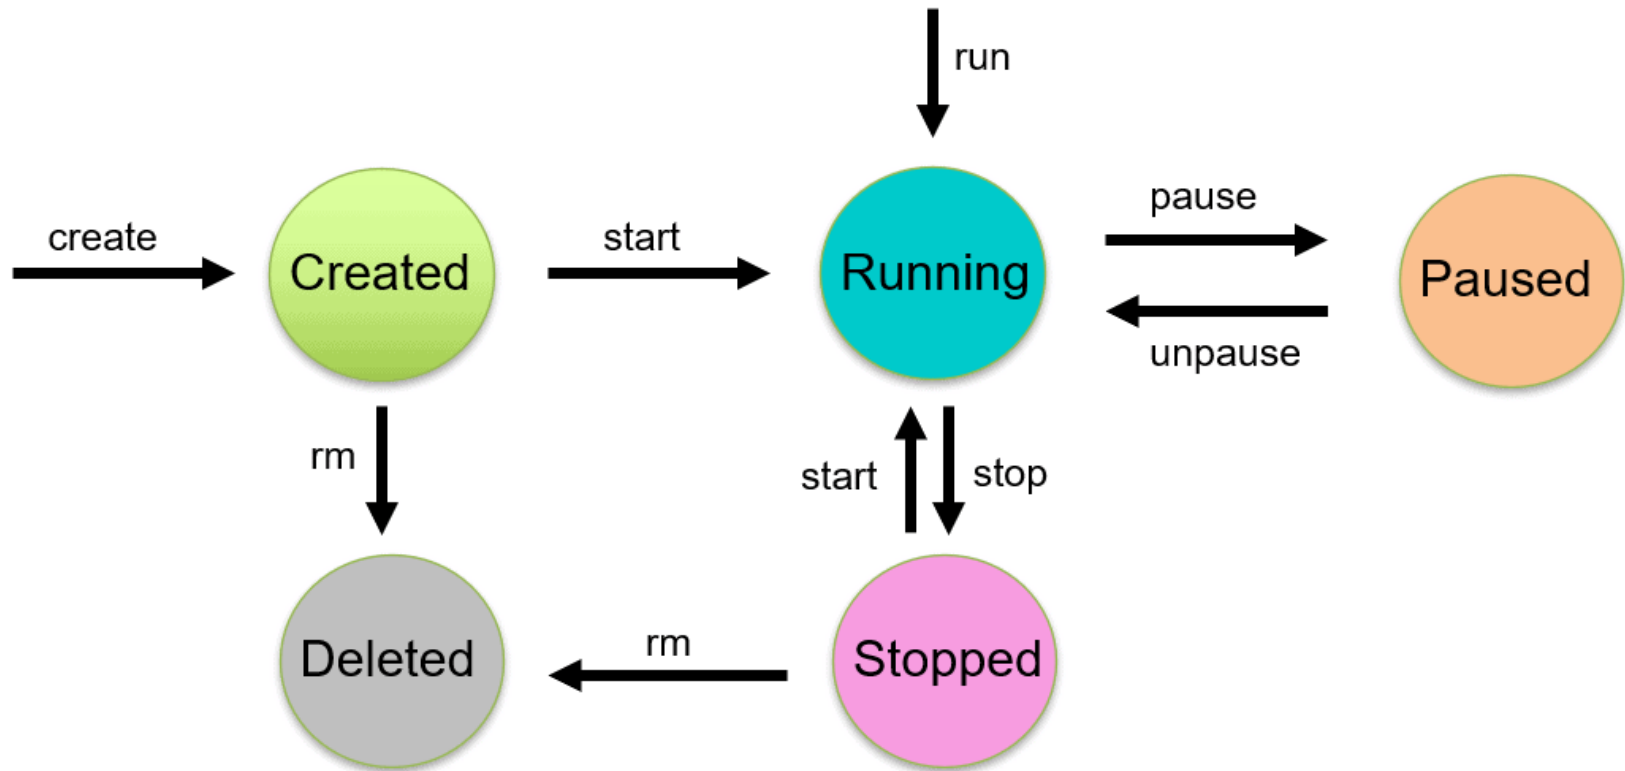 run
create
Created
start
Running
pause
unpause
Paused
rm
start
stop
Deleted
rm
Stopped